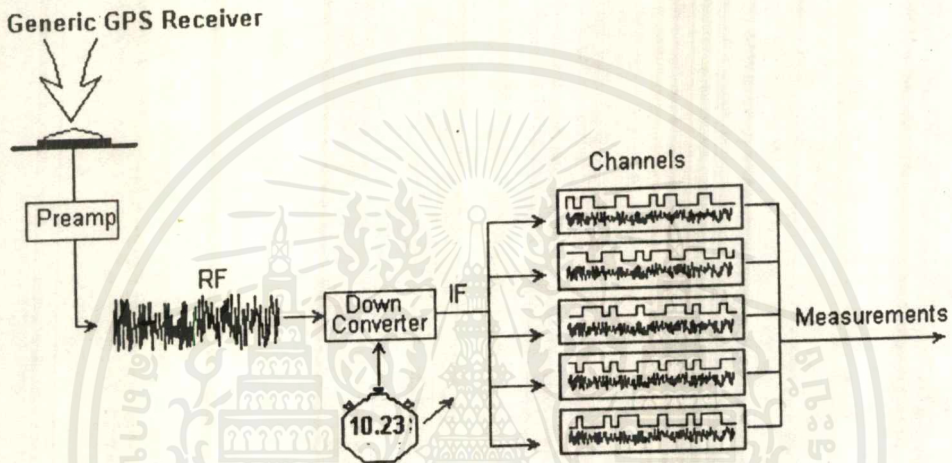 Generic GPS Receiver
Preamp
RF
Down
Converter
IF
10.23
Channels
Measurements